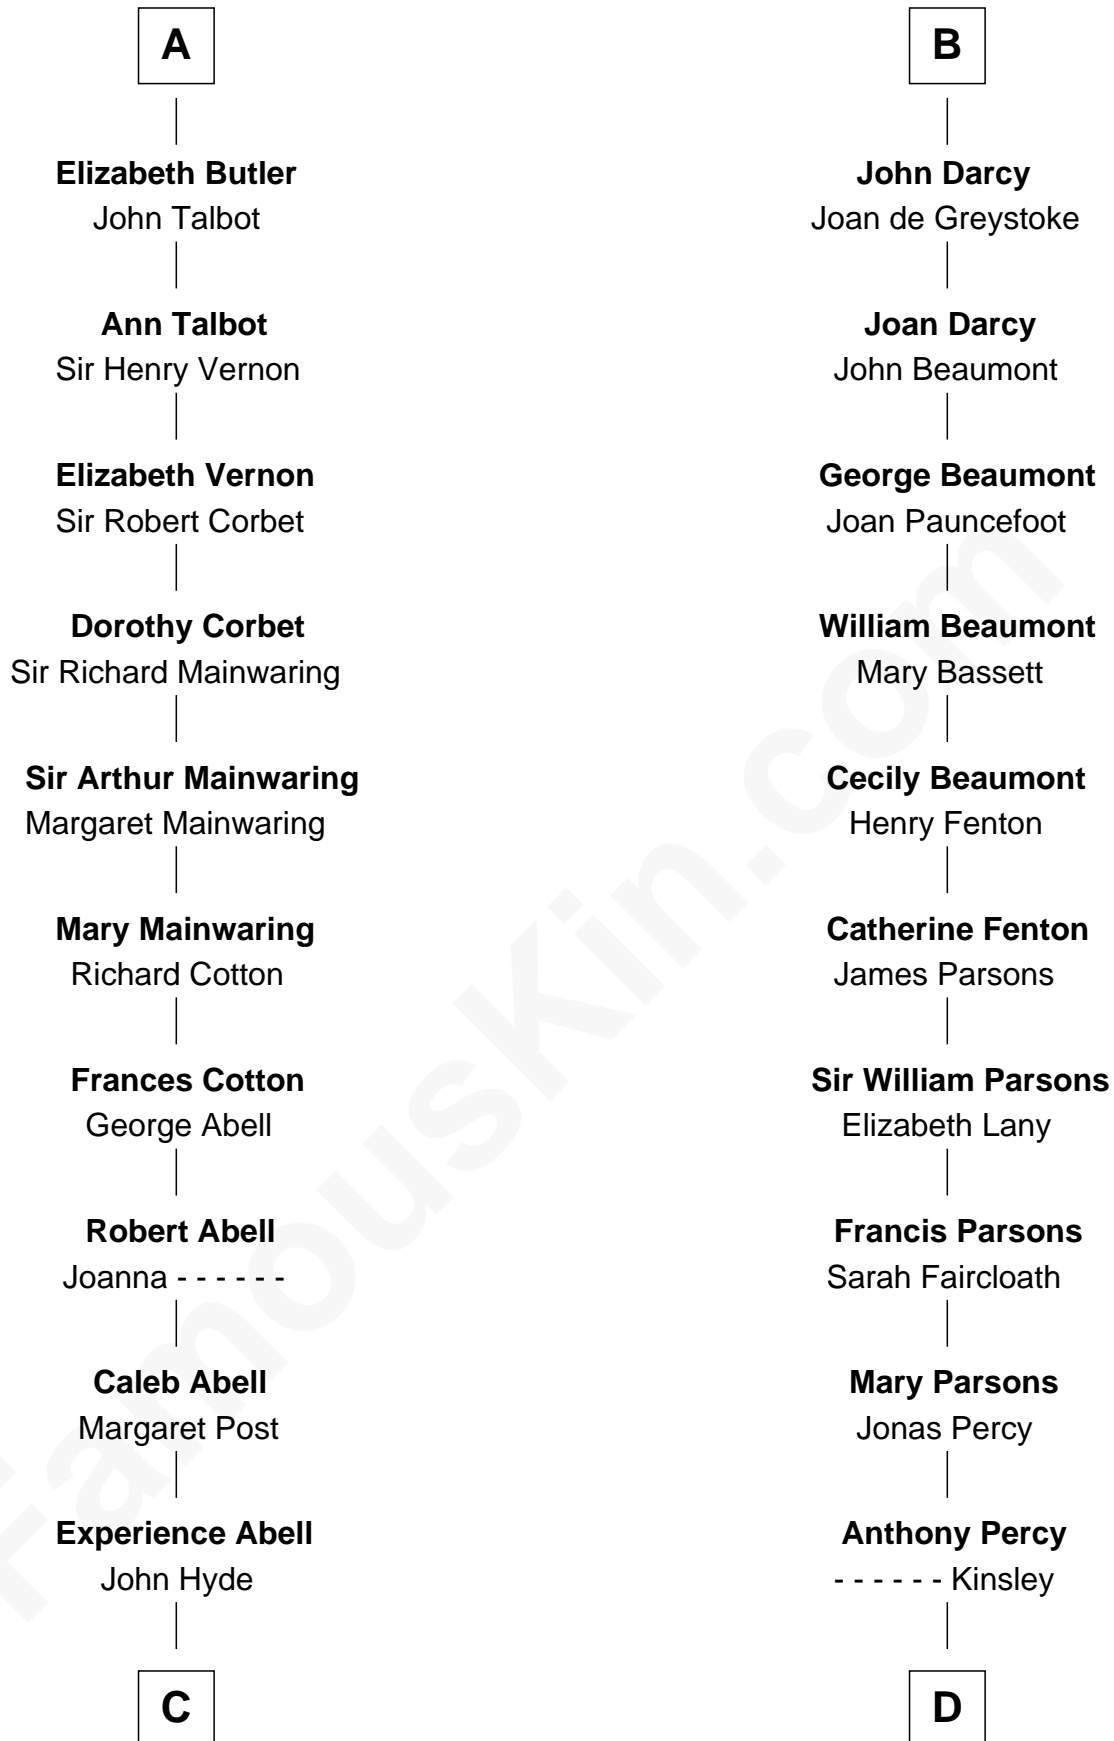 A
Elizabeth Butler
John Talbot
Ann Talbot
Sir Henry Vernon
Elizabeth Vernon
Sir Robert Corbet
Dorothy Corbet
Sir Richard Mainwaring
Sir Arthur Mainwaring
Margaret Mainwaring
Mary Mainwaring
Richard Cotton
Frances Cotton
George Abell
Robert Abell
Joanna - - - - - -
Caleb Abell
Margaret Post
Experience Abell
John Hyde
C
B
John Darcy
Joan de Greystoke
Joan Darcy
John Beaumont
George Beaumont
Joan Pauncefoot
William Beaumont
Mary Bassett
Cecily Beaumont
Henry Fenton
Catherine Fenton
James Parsons
Sir William Parsons
Elizabeth Lany
Francis Parsons
Sarah Faircloath
Mary Parsons
Jonas Percy
Anthony Percy
- - - - - - Kinsley
D
FamousKin.com